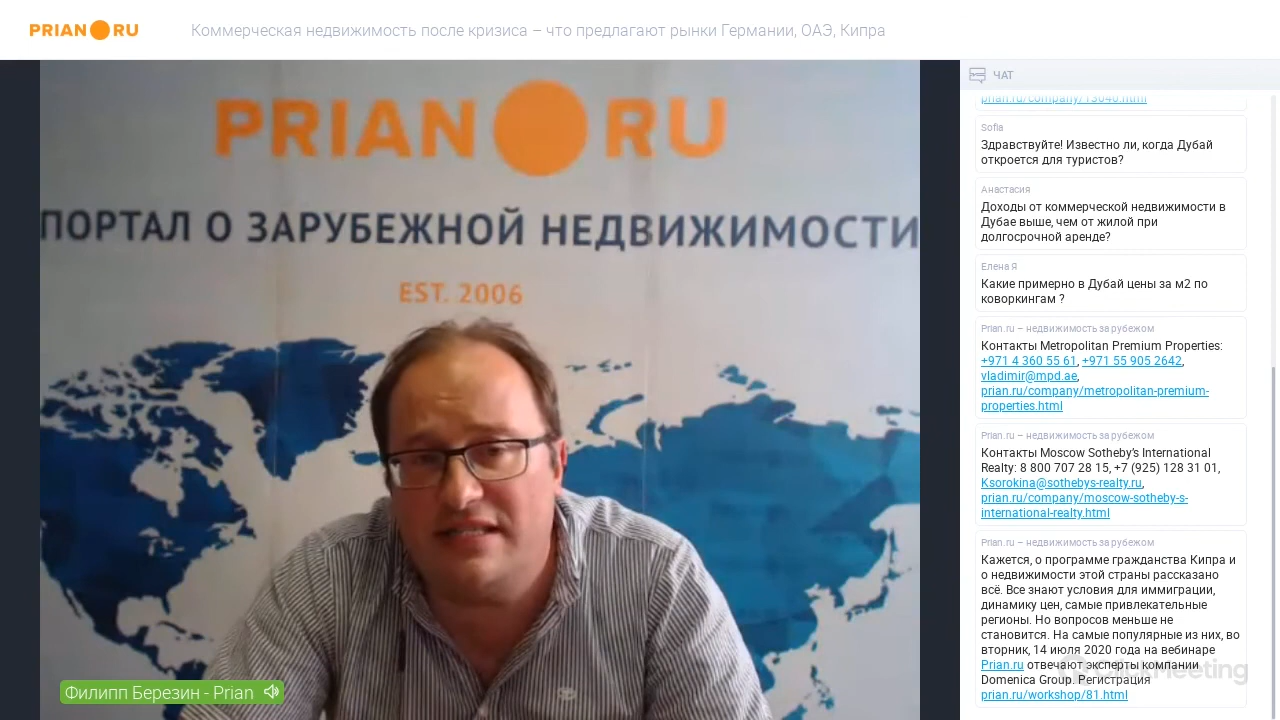 PRIAN RU
Коммерческая недвижимость после кризиса – что предлагают рынки Германии, ОАЭ, Кипра
PRIAN RU
ПОРТАЛ О ЗАРУБЕЖНОЙ НЕДВИЖИМОСТИ
EST. 2006
Филипп Березин - Prian
ЧАТ
prian.ru/company/13040.html
Sofia
Здравствуйте! Известно ли, когда Дубай
откроется для туристов?
Анастасия
Доходы от коммерческой недвижимости в
Дубае выше, чем от жилой при
долгосрочной аренде?
Елена Я
Какие примерно в Дубай цены за м2 по
коворкингам ?
Prian.ru – недвижимость за рубежом
Контакты Metropolitan Premium Properties:
+971 4 360 55 61, +971 55 905 2642,
vladimir@mpd.ae,
prian.ru/company/metropolitan-premium-
properties.html
Prian.ru – недвижимость за рубежом
Контакты Moscow Sotheby's International
Realty: 8 800 707 28 15, +7 (925) 128 31 01,
Ksorokina@sothebys-realty.ru,
prian.ru/company/moscow-sotheby-s-
international-realty.html
Prian.ru – недвижимость за рубежом
Кажется, о программе гражданства Кипра и
о недвижимости этой страны рассказано
всё. Все знают условия для иммиграции,
динамику цен, самые привлекательные
регионы. Но вопросов меньше не
становится. На самые популярные из них, во
вторник, 14 июля 2020 года на вебинаре
Prian.ru отвечают эксперты компании
Domenica Group. Регистрация
prian.ru/workshop/81.html
ClickMeeting